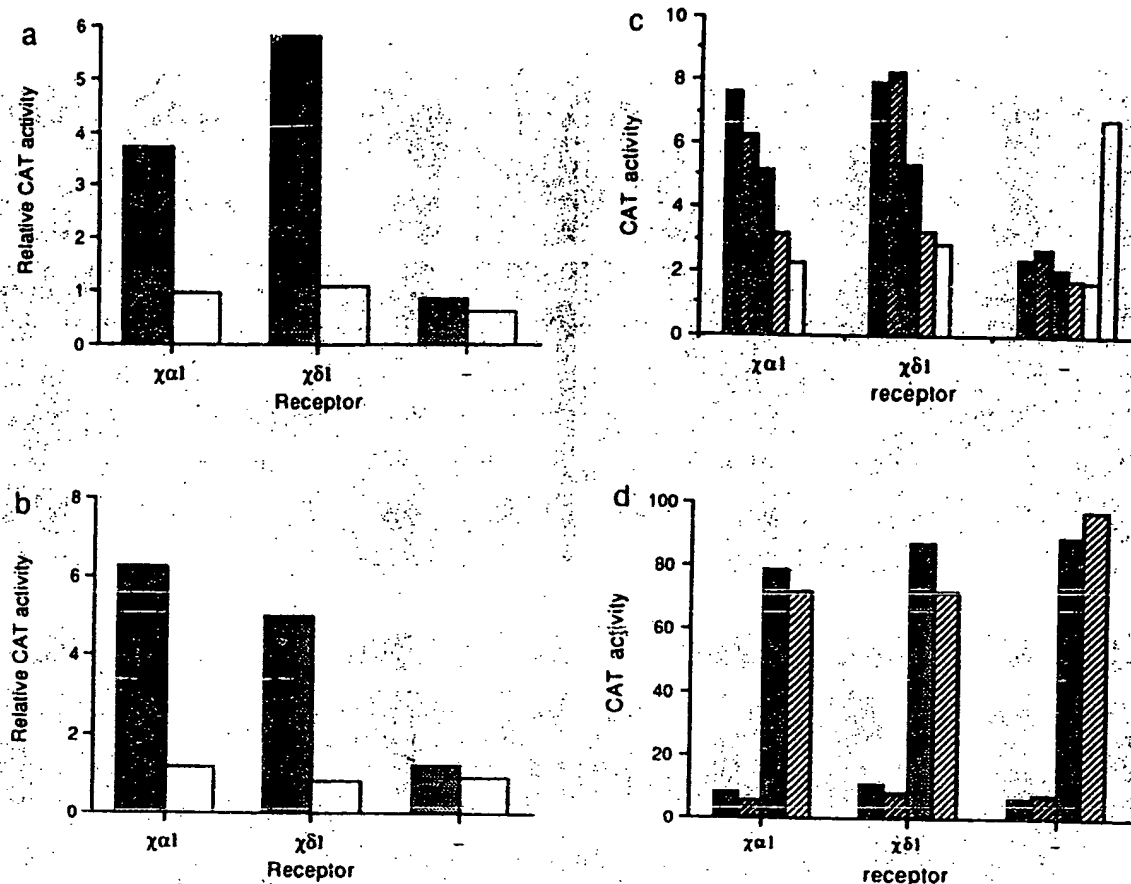 a
Relative CAT activity
6
5
4
3
2
1
0
χα1
χδ1
–
Receptor
b
Relative CAT activity
8
6
4
2
0
χα1
χδ1
–
Receptor
c
CAT activity
10
8
6
4
2
0
χα1
χδ1
–
receptor
d
CAT activity
100
80
60
40
20
0
χα1
χδ1
–
receptor